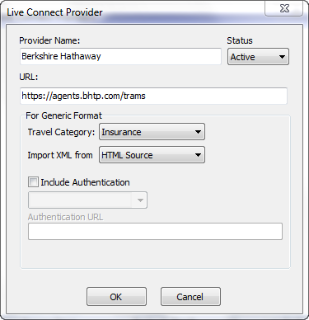 Live Connect Provider
Provider Name:
Status
Berkshire Hathaway
Active
URL:
https://agents.bhtp.com/trams
For Generic Format
Travel Category:
Insurance
Import XML from
HTML Source
Include Authentication
Authentication URL
OK
Cancel